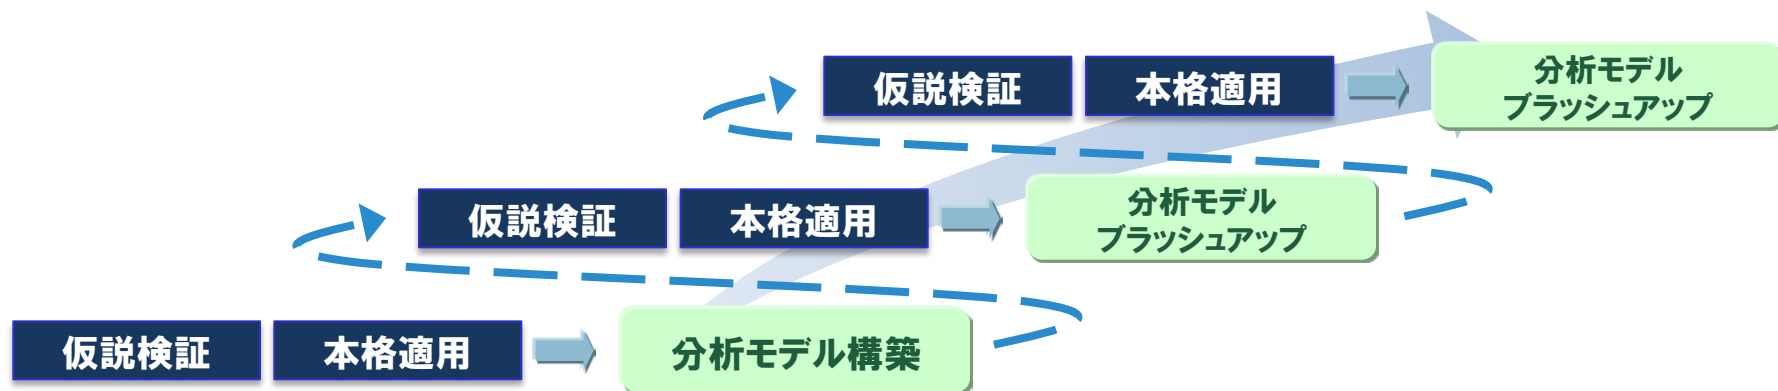 仮説検証
本格適用
分析モデル
ブラッシュアップ
仮説検証
本格適用
分析モデル
ブラッシュアップ
仮説検証
本格適用
分析モデル構築